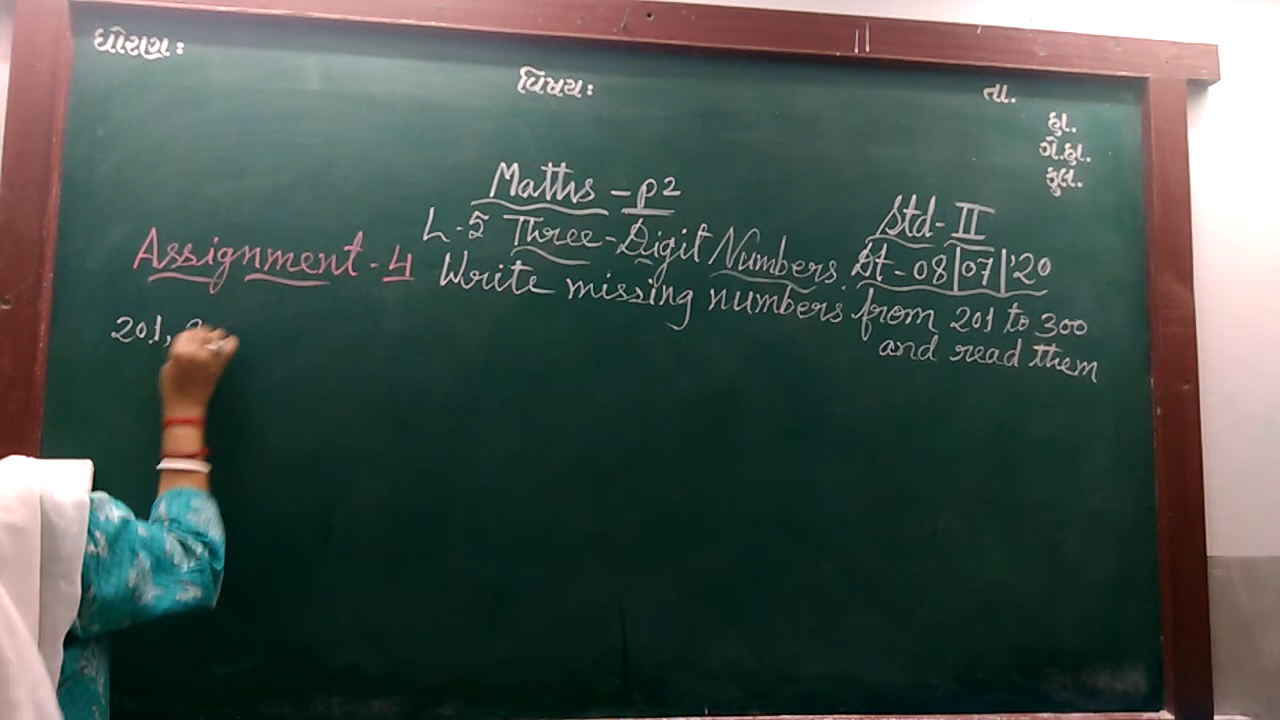 ધોરણ :
વિષય :
તા.
હા.
ગે.હા.
કુલ.
Maths - P2
Std - II
L-5 Three-Digit Numbers
Dt - 08|07|'20
Assignment - 4
Write missing numbers from 201 to 300
and read them
201,